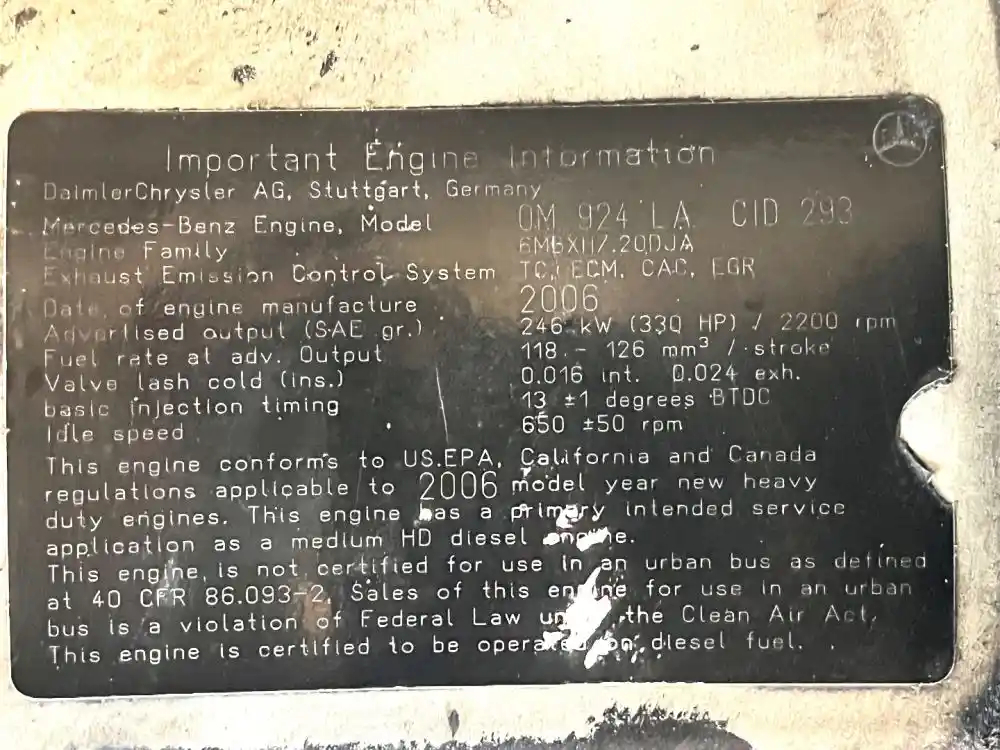 Important Engine Information
DaimlerChrysler AG, Stuttgart, Germany
Mercedes-Benz Engine, Model OM 924 LA CID 293
Engine Family
Exhaust Emission Control System TC, ECM, CAC, EGR
Date of engine manufacture 2006
Advertised output (SAE gr.) 246 kW (330 HP) / 2200 rpm
Fuel rate at adv. Output 118 - 126 mm³ / stroke
Valve lash cold (ins.) 0.016 int. 0.024 exh.
basic injection timing 13 ±1 degrees BTDC
Idle speed 650 ±50 rpm
This engine conforms to US.EPA, California and Canada
regulations applicable to 2006 model year new heavy
duty engines. This engine has a primary intended service
application as a medium HD diesel engine.
This engine is not certified for use in an urban bus as defined
at 40 CFR 86.093-2. Sales of this engine for use in an urban
bus is a violation of Federal Law under the Clean Air Act.
This engine is certified to be operated on diesel fuel.